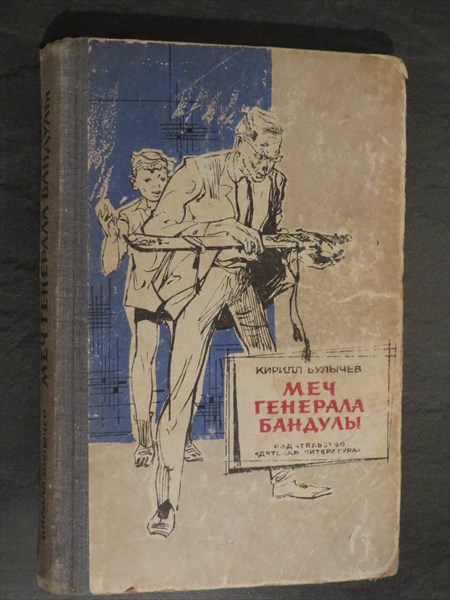 КИРИЛЛ БУЛЫЧЕВ
МЕЧ
ГЕНЕРАЛА
БАНДУЛЫ
ИЗДАТЕЛЬСТВО
«ДЕТСКАЯ ЛИТЕРАТУРА»
МЕЧ ГЕНЕРАЛА БАНДУЛЫ